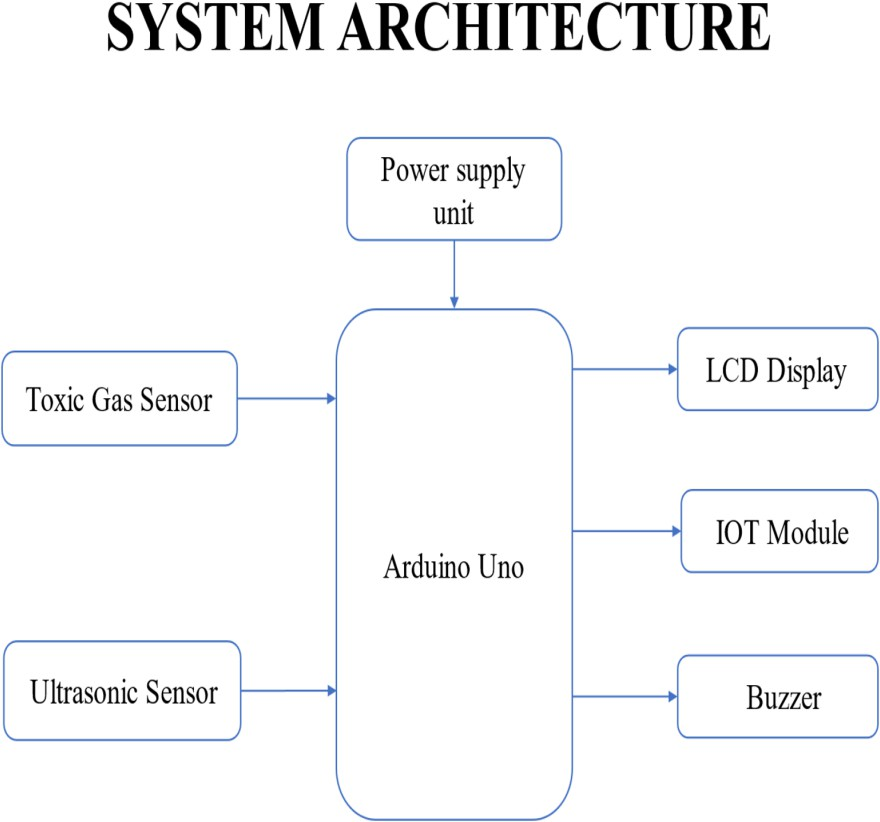 SYSTEM ARCHITECTURE
Power supply
unit
Toxic Gas Sensor
LCD Display
IOT Module
Arduino Uno
Ultrasonic Sensor
Buzzer